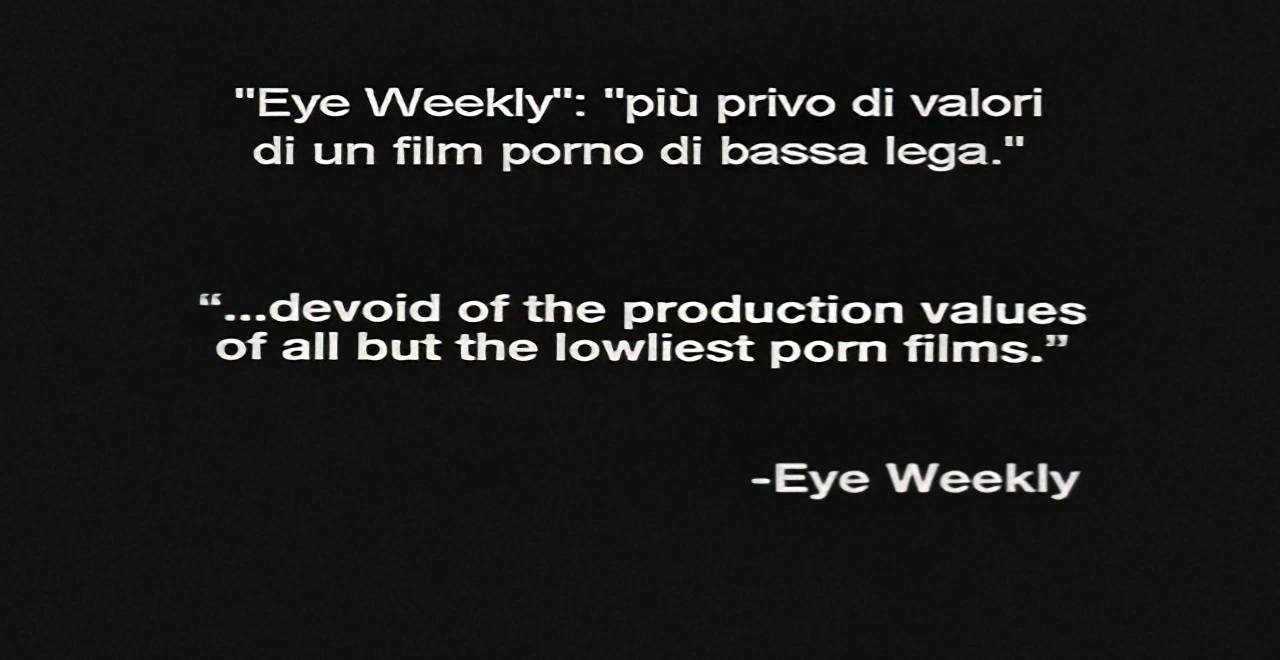 "Eye Weekly": "più privo di valori
di un film porno di bassa lega."
“...devoid of the production values
of all but the lowliest porn films.”
-Eye Weekly